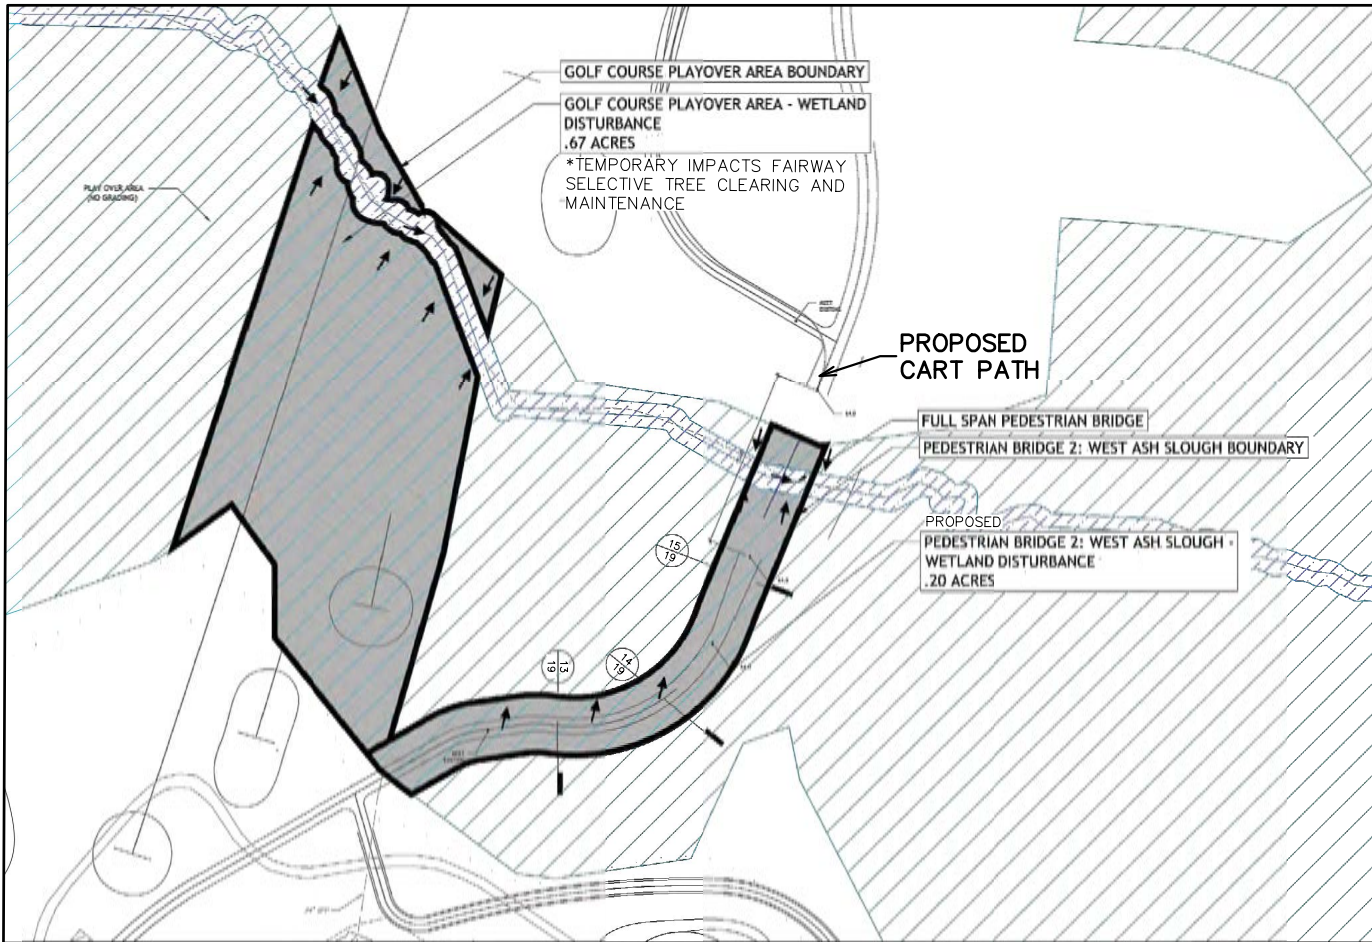 GOLF COURSE PLAYOVER AREA BOUNDARY
GOLF COURSE PLAYOVER AREA - WETLAND
DISTURBANCE
.67 ACRES
*TEMPORARY IMPACTS FAIRWAY
SELECTIVE TREE CLEARING AND
MAINTENANCE
PLAY OVER AREA
(NO GRADING)
PROPOSED
CART PATH
FULL SPAN PEDESTRIAN BRIDGE
PEDESTRIAN BRIDGE 2: WEST ASH SLOUGH BOUNDARY
PROPOSED
PEDESTRIAN BRIDGE 2: WEST ASH SLOUGH -
WETLAND DISTURBANCE
.20 ACRES
15
19
14
19
13
19